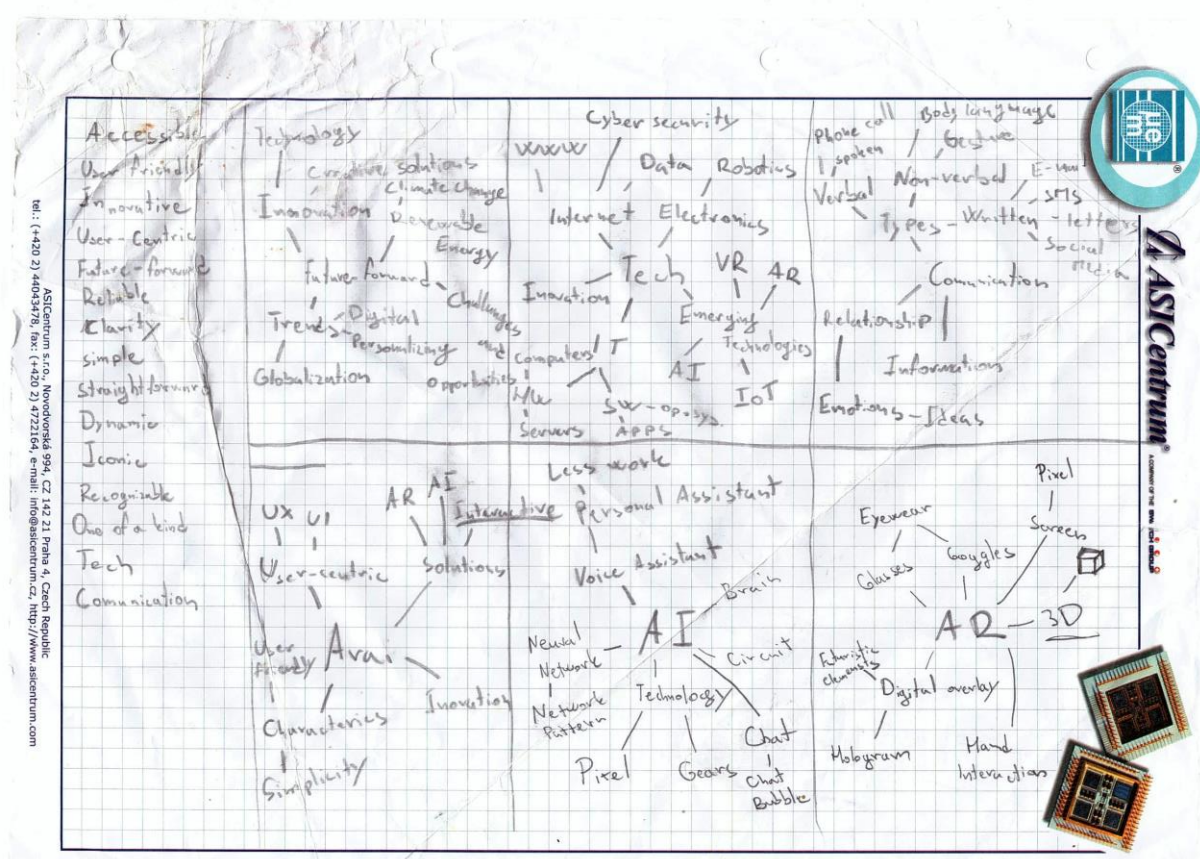 Accessible
User friendly
Innovative
User-Centric
Future-forward
Reliable
Clarity
simple
straightforward
Dynamic
Iconic
Recognizable
One of a kind
Tech
Comunication
Technology
Creative solutions
Climate change
Innovation
Renewable
Energy
Future forward
Challenges
and
opportunities
Trends
Digital
Personalizing
Globalization
Cyber security
www
Data
Robotics
Internet
Electronics
Tech
VR
AR
Inovation
Emerging
Technologies
AI
IoT
computers
IT
HW
Servers
SW - op. sys.
APPS
Phone call
spoken
Verbal
Body language
Gesture
Non-verbal
Types - Written - letters
SMS
Social
Media
Comunication
Relationship
Informations
Emotions - Ideas
UX
UI
AR
AI
Interactive
User-centric
Solutions
User
friendly
Avai
Inovation
Characterics
Simplicity
Less work
Personal Assistant
Voice Assistant
Brain
AI
Neural
Network
Circuit
Network
Pattern
Technology
Pixel
Gears
Chat
Chat
Bubble
Pixel
Eyewear
Screen
Goggles
Glasses
AR - 3D
Futuristic
elements
Digital overlay
Hologram
Hand
Interaction
ASICentrum®
ASICentrum s.r.o., Novodvorská 994, CZ 142 21 Praha 4, Czech Republic
tel.: (+420 2) 44043478, fax: (+420 2) 4722164, e-mail: info@asicentrum.cz, http://www.asicentrum.com